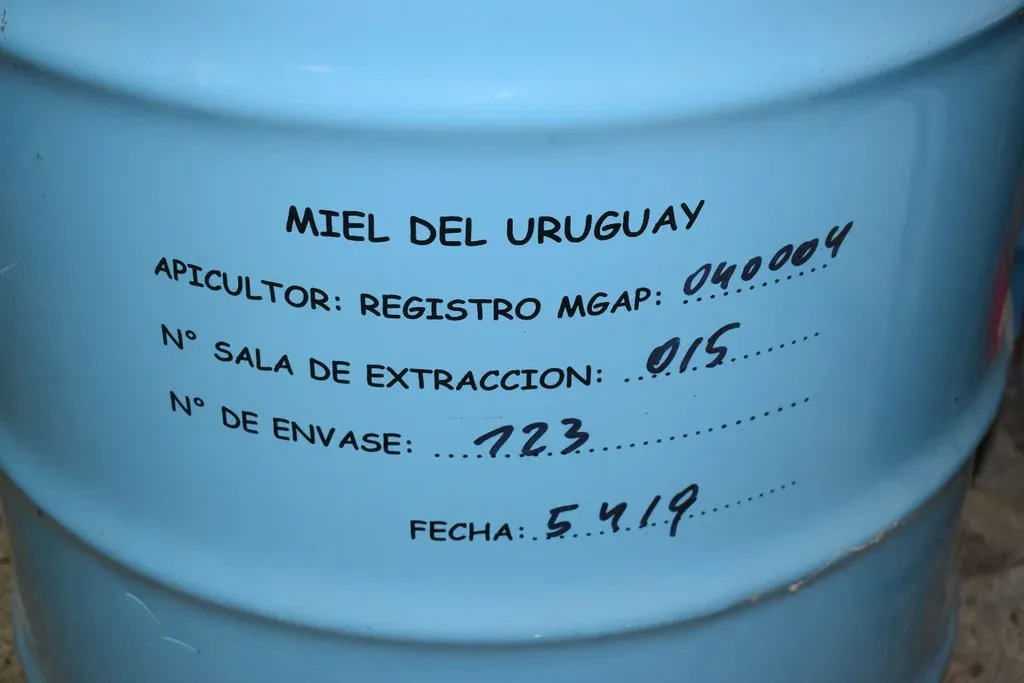 MIEL DEL URUGUAY
APICULTOR: REGISTRO MGAP: 040004
N° SALA DE EXTRACCION: 015
N° DE ENVASE: 123
FECHA: 5 4 19